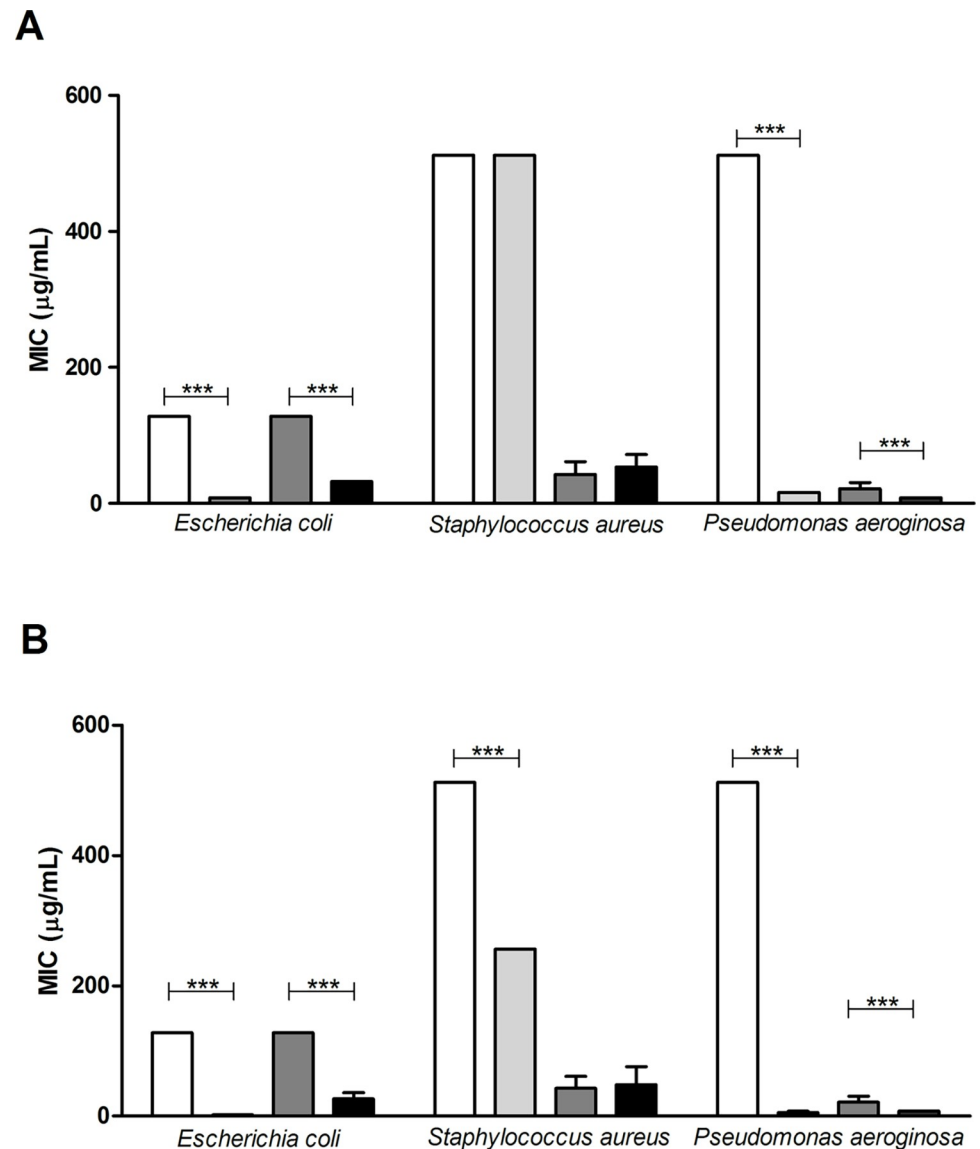 A
600
400
200
0
MIC (μg/mL)
***
***
***
***
Escherichia coli
Staphylococcus aureus
Pseudomonas aeroginosa
B
600
400
200
0
MIC (μg/mL)
***
***
***
***
***
Escherichia coli
Staphylococcus aureus
Pseudomonas aeroginosa